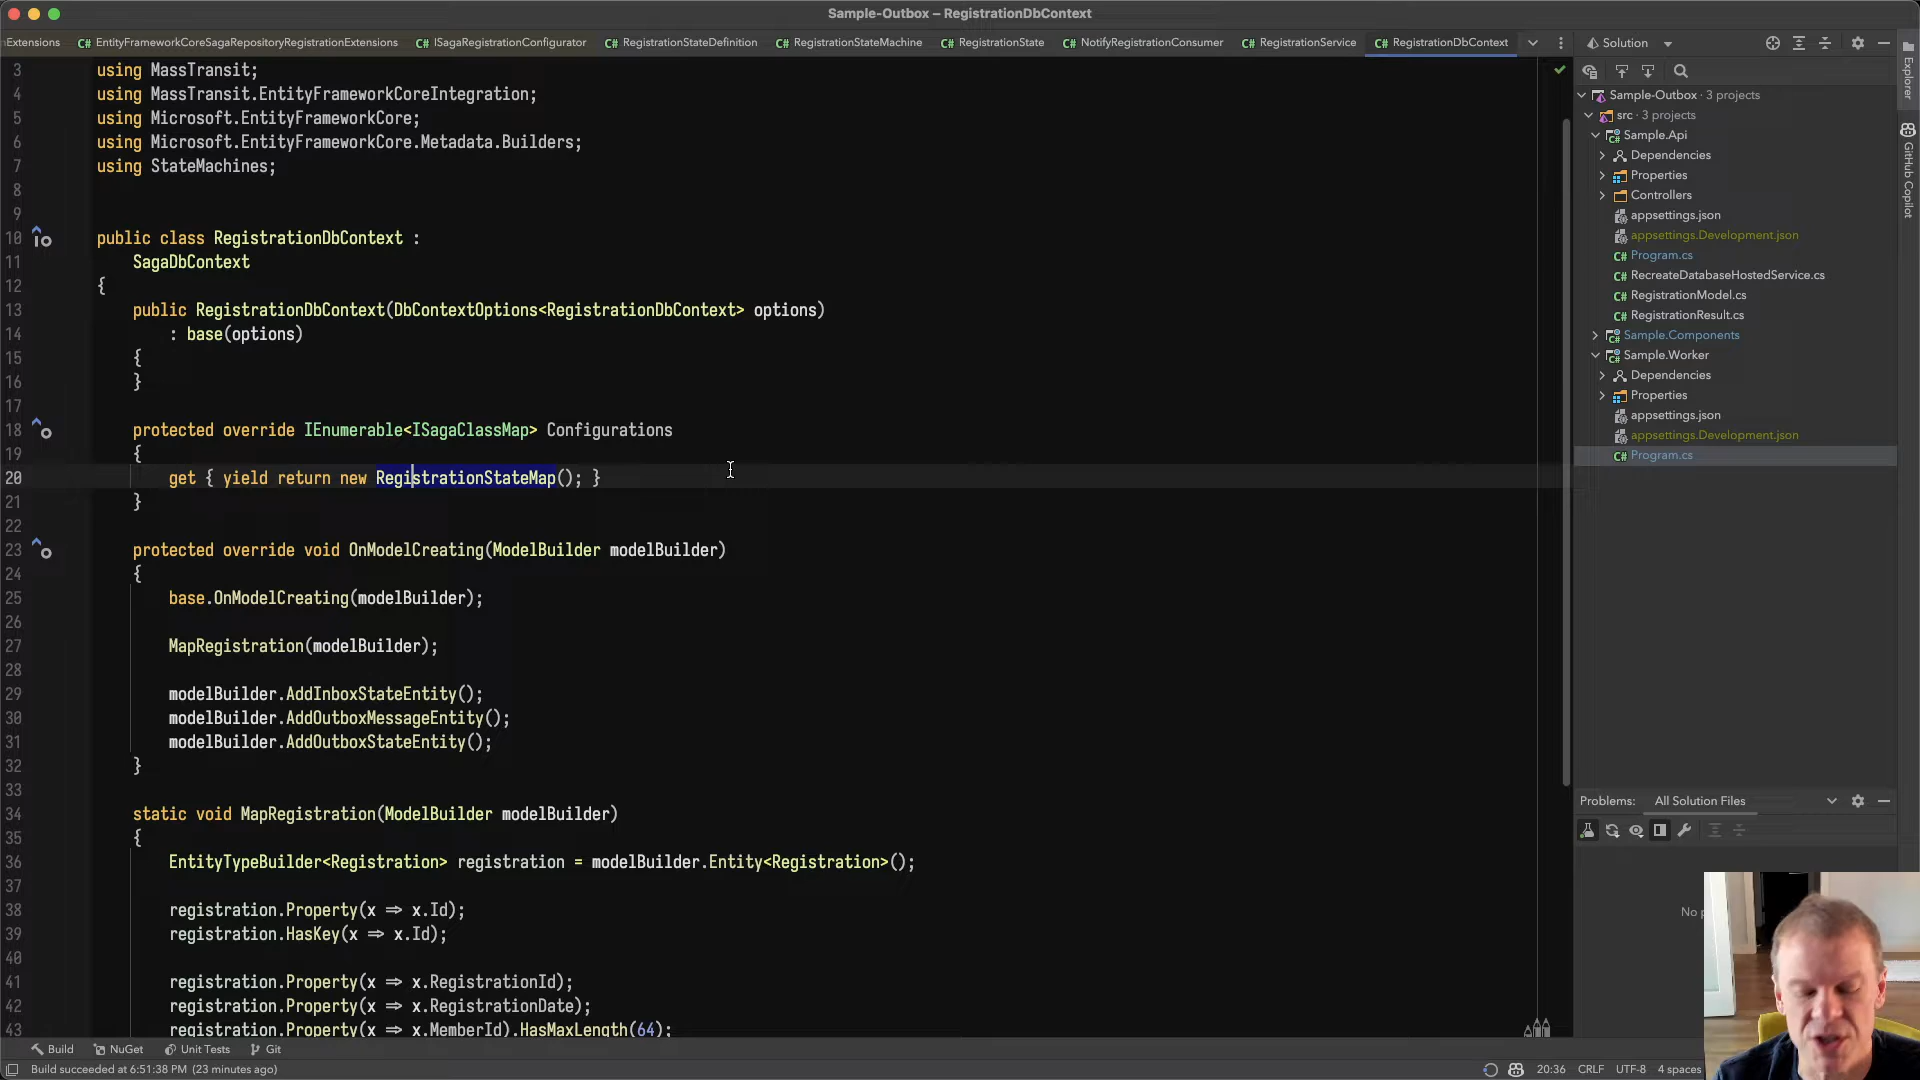 Sample-Outbox – RegistrationDbContext
nExtensions
C# EntityFrameworkCoreSagaRepositoryRegistrationExtensions
C# ISagaRegistrationConfigurator
C# RegistrationStateDefinition
C# RegistrationStateMachine
C# RegistrationState
C# NotifyRegistrationConsumer
C# RegistrationService
C# RegistrationDbContext
3 using MassTransit;
4 using MassTransit.EntityFrameworkCoreIntegration;
5 using Microsoft.EntityFrameworkCore;
6 using Microsoft.EntityFrameworkCore.Metadata.Builders;
7 using StateMachines;
8
9
10 public class RegistrationDbContext :
11 SagaDbContext
12 {
13 public RegistrationDbContext(DbContextOptions<RegistrationDbContext> options)
14 : base(options)
15 {
16 }
17
18 protected override IEnumerable<ISagaClassMap> Configurations
19 {
20 get { yield return new RegistrationStateMap(); }
21 }
22
23 protected override void OnModelCreating(ModelBuilder modelBuilder)
24 {
25 base.OnModelCreating(modelBuilder);
26
27 MapRegistration(modelBuilder);
28
29 modelBuilder.AddInboxStateEntity();
30 modelBuilder.AddOutboxMessageEntity();
31 modelBuilder.AddOutboxStateEntity();
32 }
33
34 static void MapRegistration(ModelBuilder modelBuilder)
35 {
36 EntityTypeBuilder<Registration> registration = modelBuilder.Entity<Registration>();
37
38 registration.Property(x => x.Id);
39 registration.HasKey(x => x.Id);
40
41 registration.Property(x => x.RegistrationId);
42 registration.Property(x => x.RegistrationDate);
43 registration.Property(x => x.MemberId).HasMaxLength(64);
Solution
Sample-Outbox · 3 projects
src · 3 projects
Sample.Api
Dependencies
Properties
Controllers
appsettings.json
appsettings.Development.json
C# Program.cs
C# RecreateDatabaseHostedService.cs
C# RegistrationModel.cs
C# RegistrationResult.cs
Sample.Components
Sample.Worker
Dependencies
Properties
appsettings.json
appsettings.Development.json
C# Program.cs
Explorer
GitHub Copilot
Problems: All Solution Files
No
Build NuGet Unit Tests Git
Build succeeded at 6:51:38 PM (23 minutes ago)
20:36 CRLF UTF-8 4 spaces